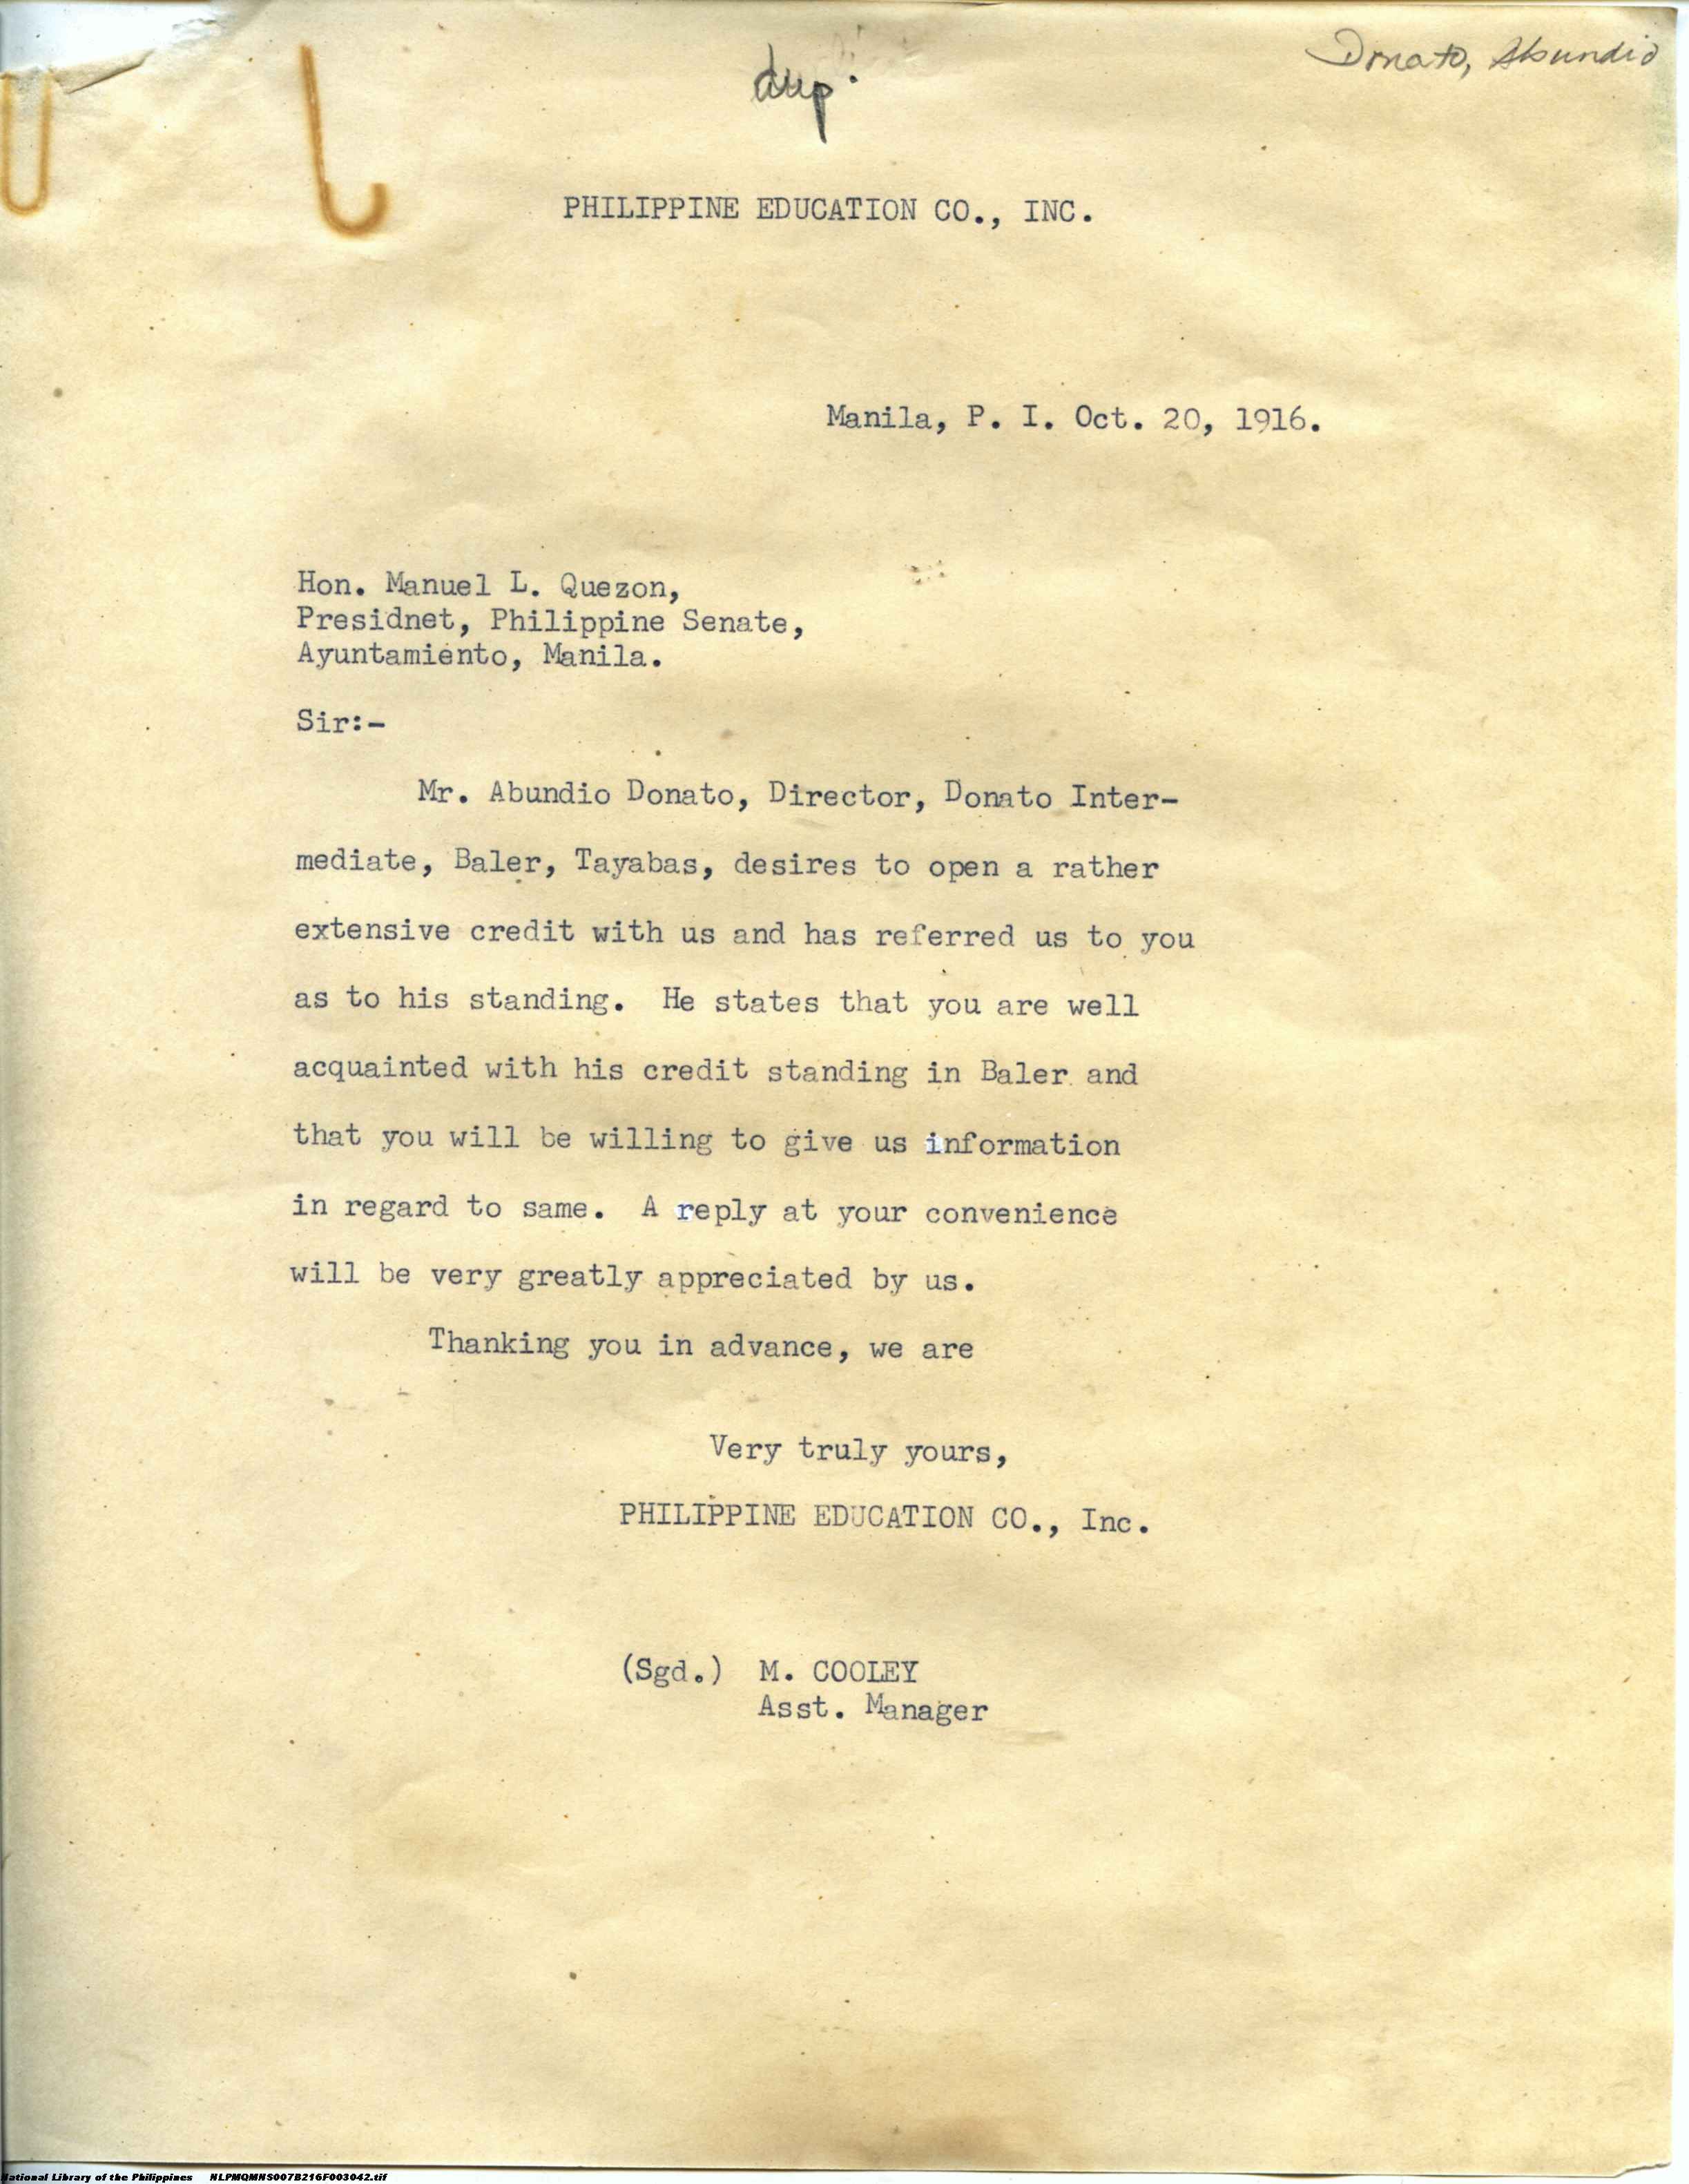 Donato, Abundio
dup.
PHILIPPINE EDUCATION CO., INC.
Manila, P. I. Oct. 20, 1916.
Hon. Manuel L. Quezon,
Presidnet, Philippine Senate,
Ayuntamiento, Manila.
Sir:-
Mr. Abundio Donato, Director, Donato Inter-
mediate, Baler, Tayabas, desires to open a rather
extensive credit with us and has referred us to you
as to his standing. He states that you are well
acquainted with his credit standing in Baler and
that you will be willing to give us information
in regard to same. A reply at your convenience
will be very greatly appreciated by us.
Thanking you in advance, we are
Very truly yours,
PHILIPPINE EDUCATION CO., Inc.
(Sgd.) M. COOLEY
Asst. Manager
National Library of the Philippines NLPMQMNS007B216F003042.tif